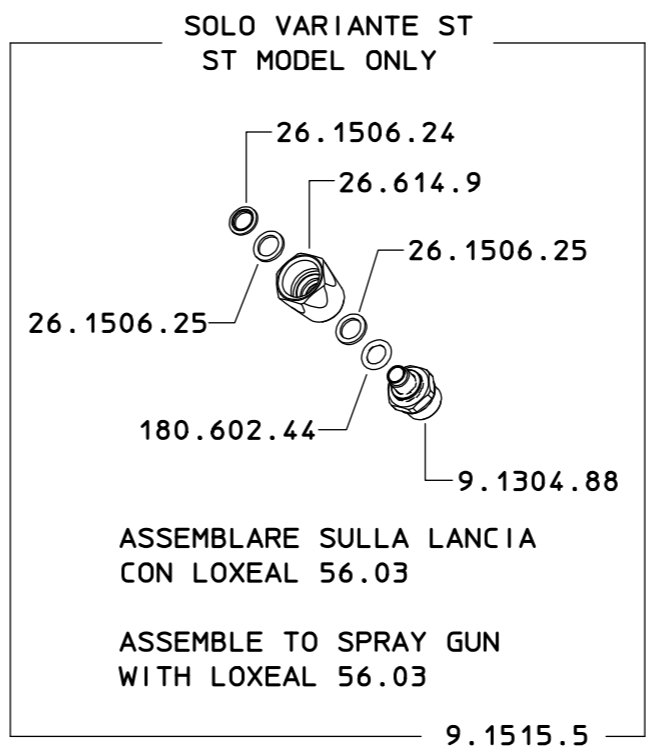 SOLO VARIANTE ST
ST MODEL ONLY
26.1506.24
26.614.9
26.1506.25
26.1506.25
180.602.44
9.1304.88
ASSEMBLARE SULLA LANCIA
CON LOXEAL 56.03
ASSEMBLE TO SPRAY GUN
WITH LOXEAL 56.03
9.1515.5